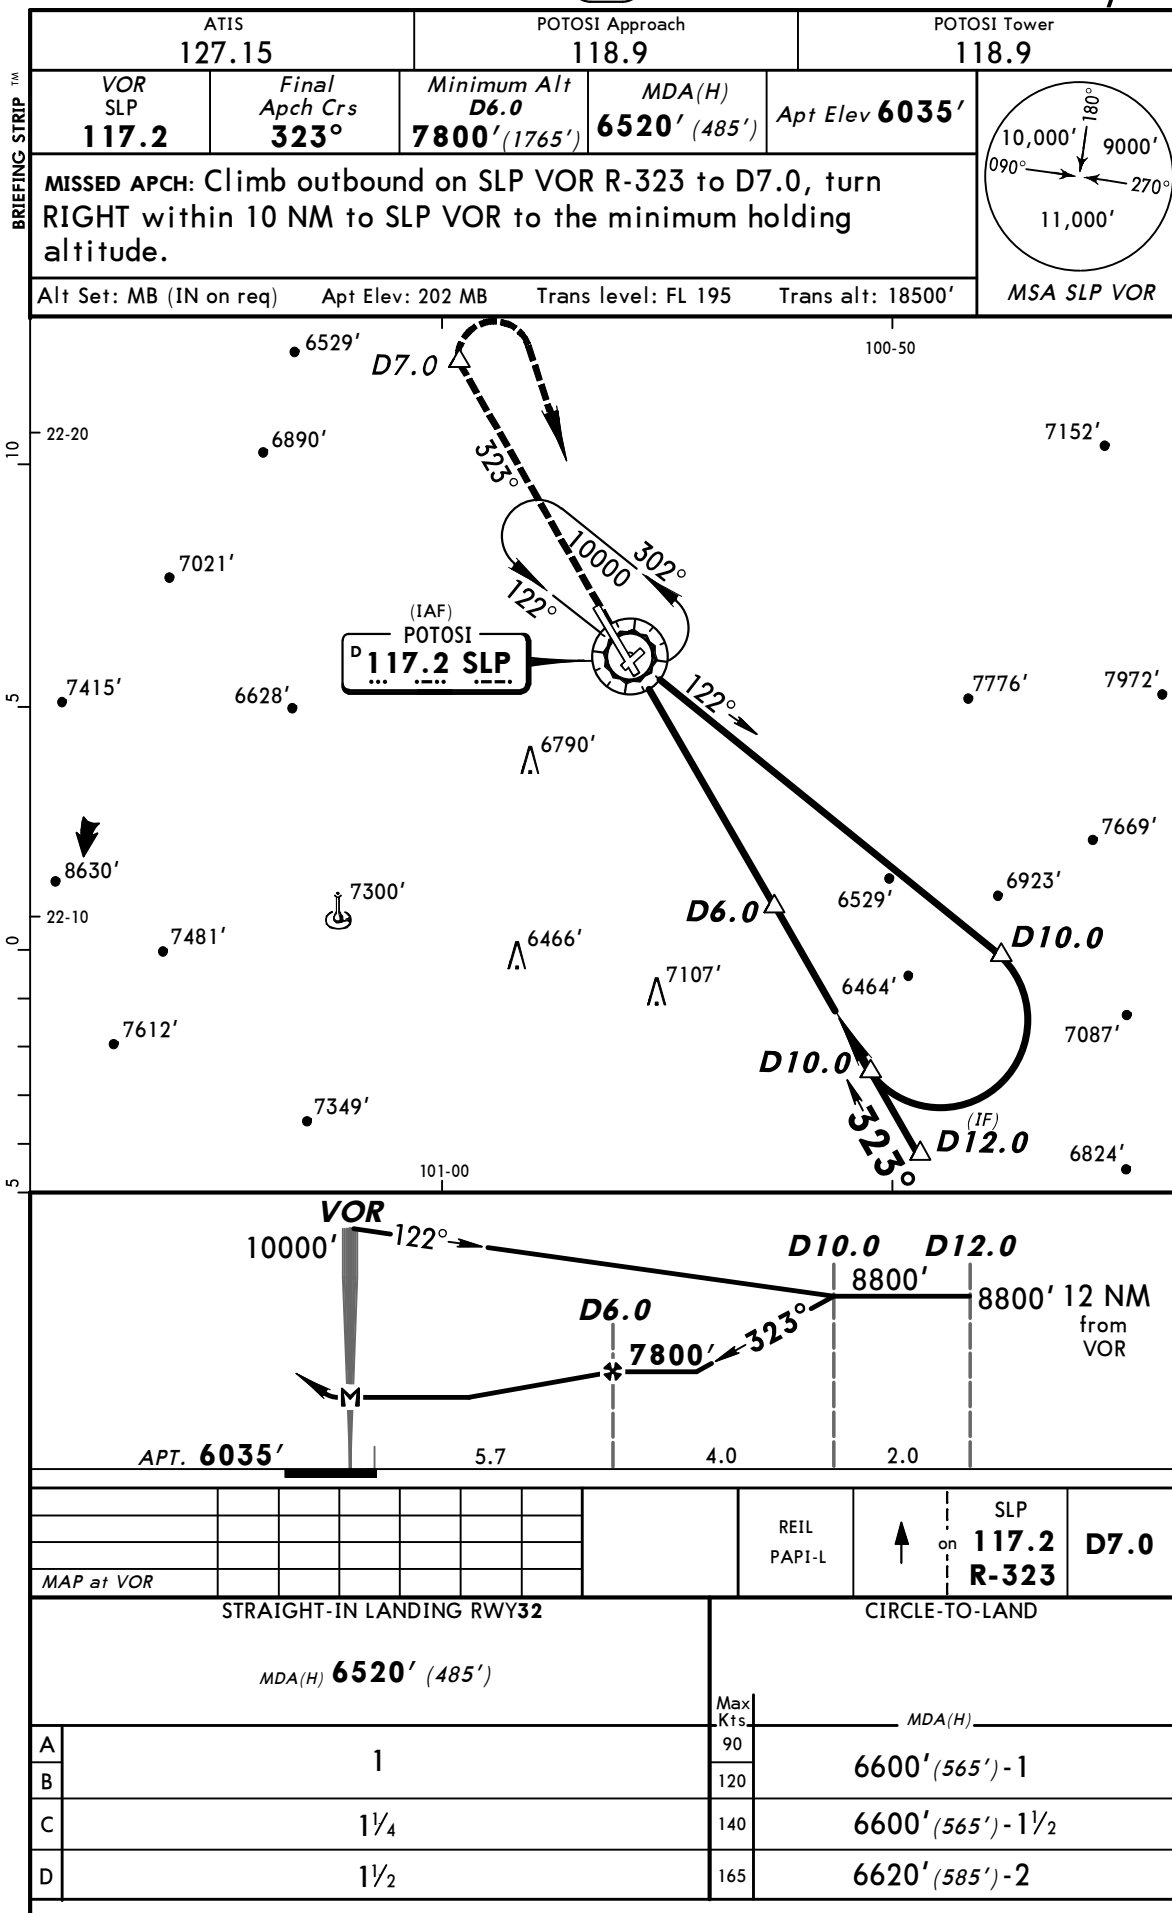 BRIEFING STRIP ™
ATIS
127.15
POTOSI Approach
118.9
POTOSI Tower
118.9
VOR
SLP
117.2
Final
Apch Crs
323°
Minimum Alt
D6.0
7800' (1765')
MDA(H)
6520' (485')
Apt Elev 6035'
MISSED APCH: Climb outbound on SLP VOR R-323 to D7.0, turn
RIGHT within 10 NM to SLP VOR to the minimum holding
altitude.
Alt Set: MB (IN on req) Apt Elev: 202 MB Trans level: FL 195 Trans alt: 18500'
180°
10,000'
9000'
090°
270°
11,000'
MSA SLP VOR
6529'
D7.0
100-50
22-20
6890'
7152'
10
323°
7021'
10000
302°
122°
(IAF)
POTOSI
D 117.2 SLP
7415'
6628'
122°
7776'
7972'
5
6790'
7669'
8630'
7300'
6529'
6923'
D6.0
22-10
7481'
6466'
D10.0
0
7107'
6464'
7612'
7087'
D10.0
7349'
323°
(IF)
D12.0
6824'
101-00
5
VOR
10000'
122°
D10.0
D12.0
8800'
8800' 12 NM
from
VOR
D6.0
323°
7800'
APT. 6035'
5.7
4.0
2.0
MAP at VOR
REIL
PAPI-L
on
SLP
117.2
R-323
D7.0
STRAIGHT-IN LANDING RWY32
CIRCLE-TO-LAND
MDA(H) 6520' (485')
Max
Kts
MDA(H)
A
1
90
6600' (565') - 1
B
120
C
1 1/4
140
6600' (565') - 1 1/2
D
1 1/2
165
6620' (585') - 2